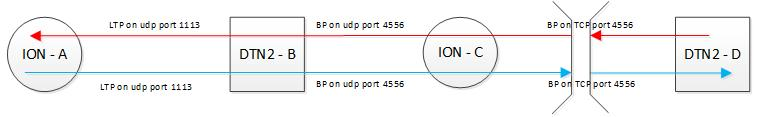 LTP on udp port 1113
BP on udp port 4556
BP on TCP port 4556
ION - A
DTN2 - B
ION - C
DTN2 - D
LTP on udp port 1113
BP on udp port 4556
BP on TCP port 4556